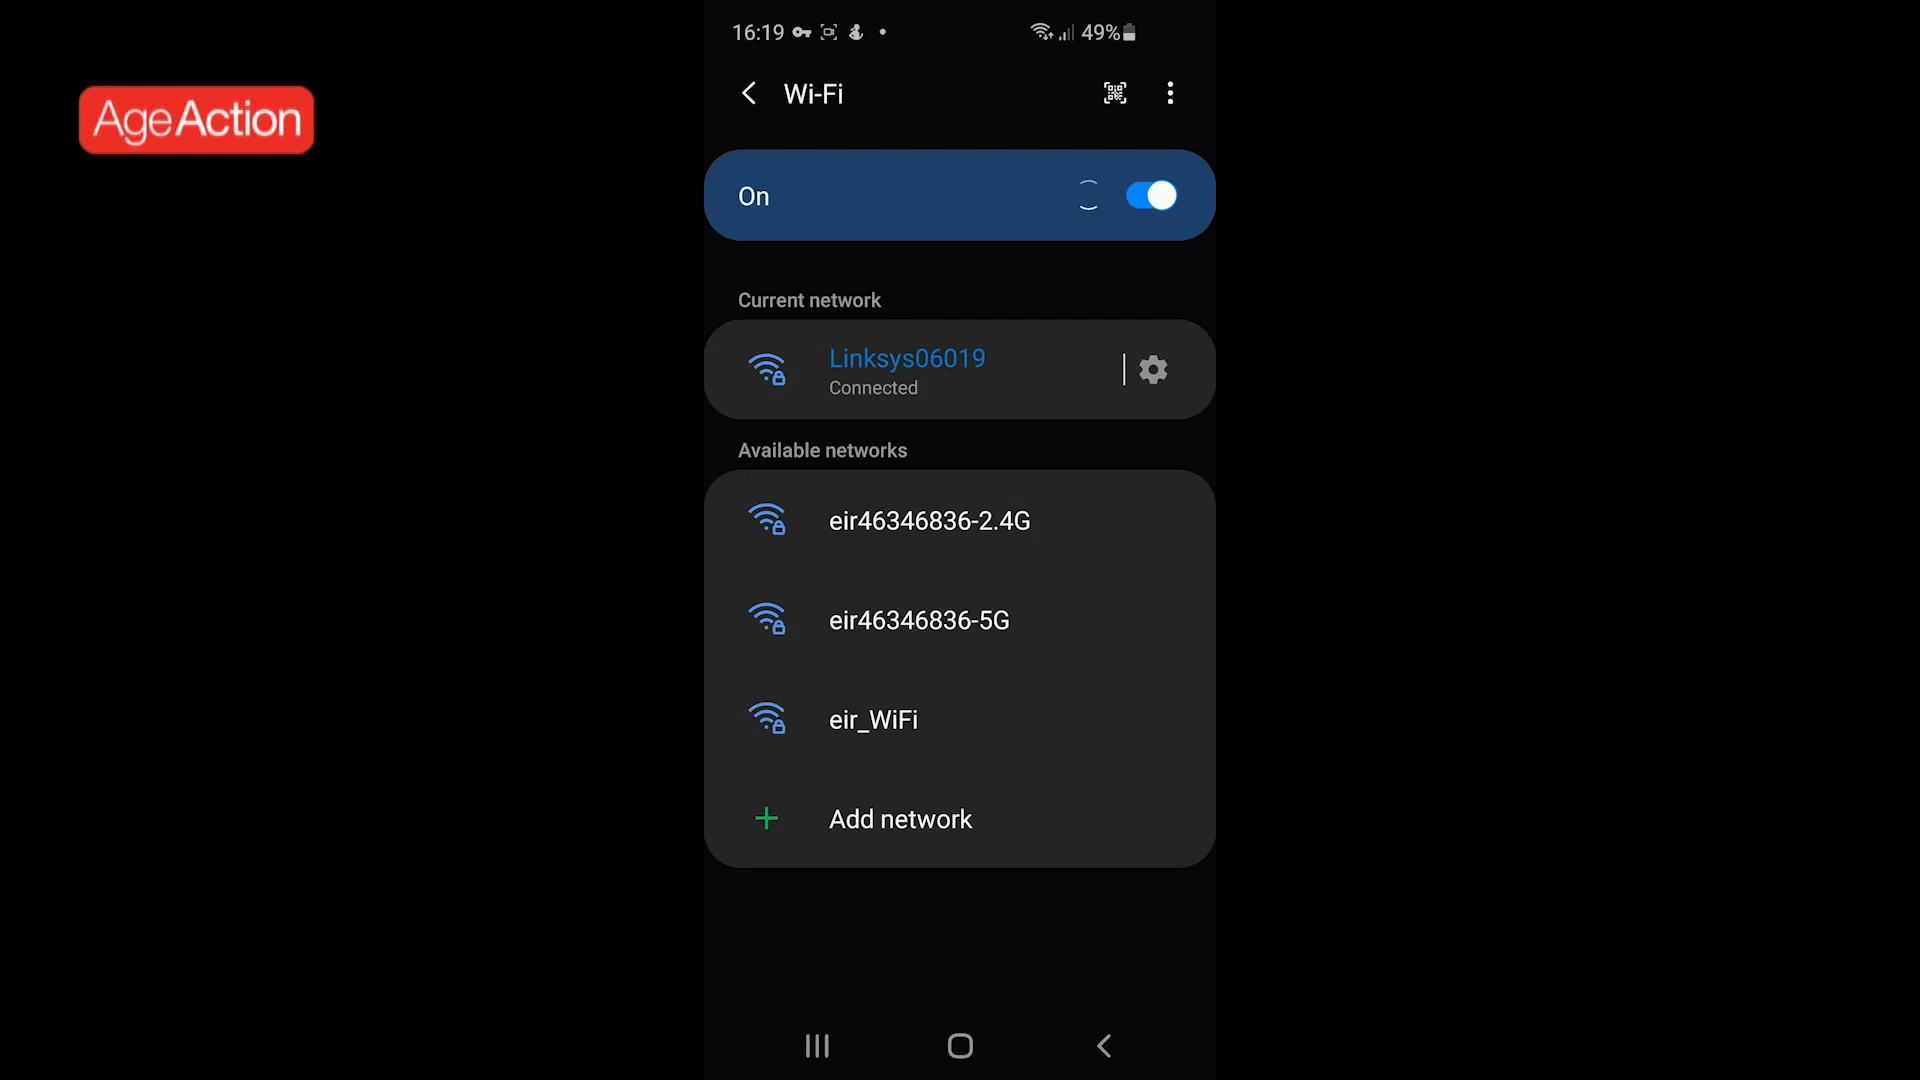 AgeAction
16:19
49%
Wi-Fi
On
Current network
Linksys06019
Connected
Available networks
eir46346836-2.4G
eir46346836-5G
eir_WiFi
Add network